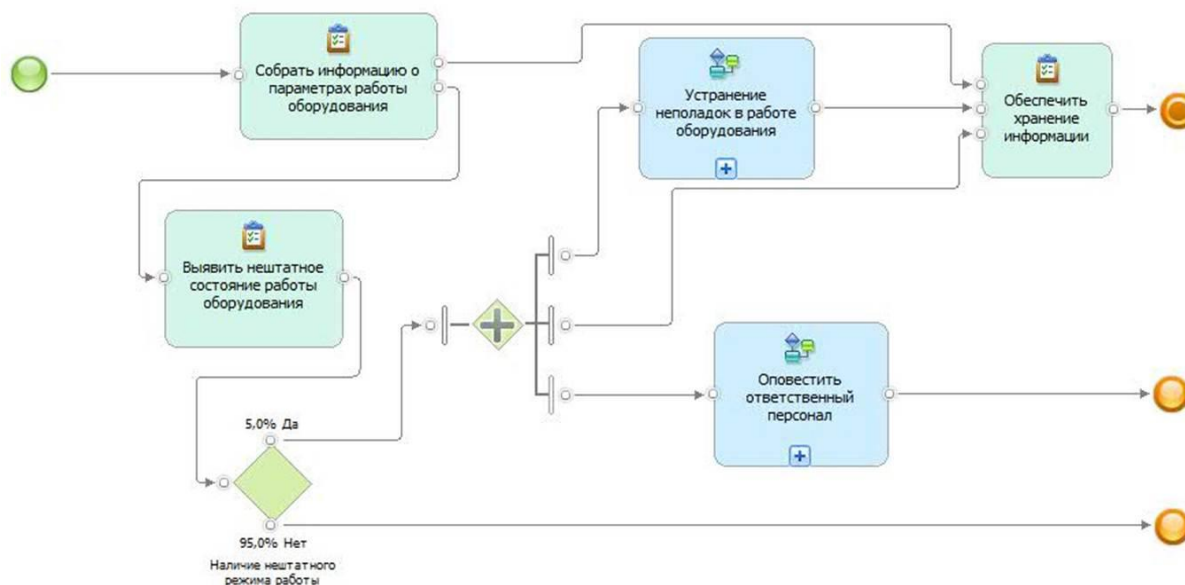 Собрать информацию о
параметрах работы
оборудования
Устранение
неполадок в работе
оборудования
Обеспечить
хранение
информации
Выявить нештатное
состояние работы
оборудования
Оповестить
ответственный
персонал
5,0% Да
95,0% Нет
Наличие нештатного
режима работы